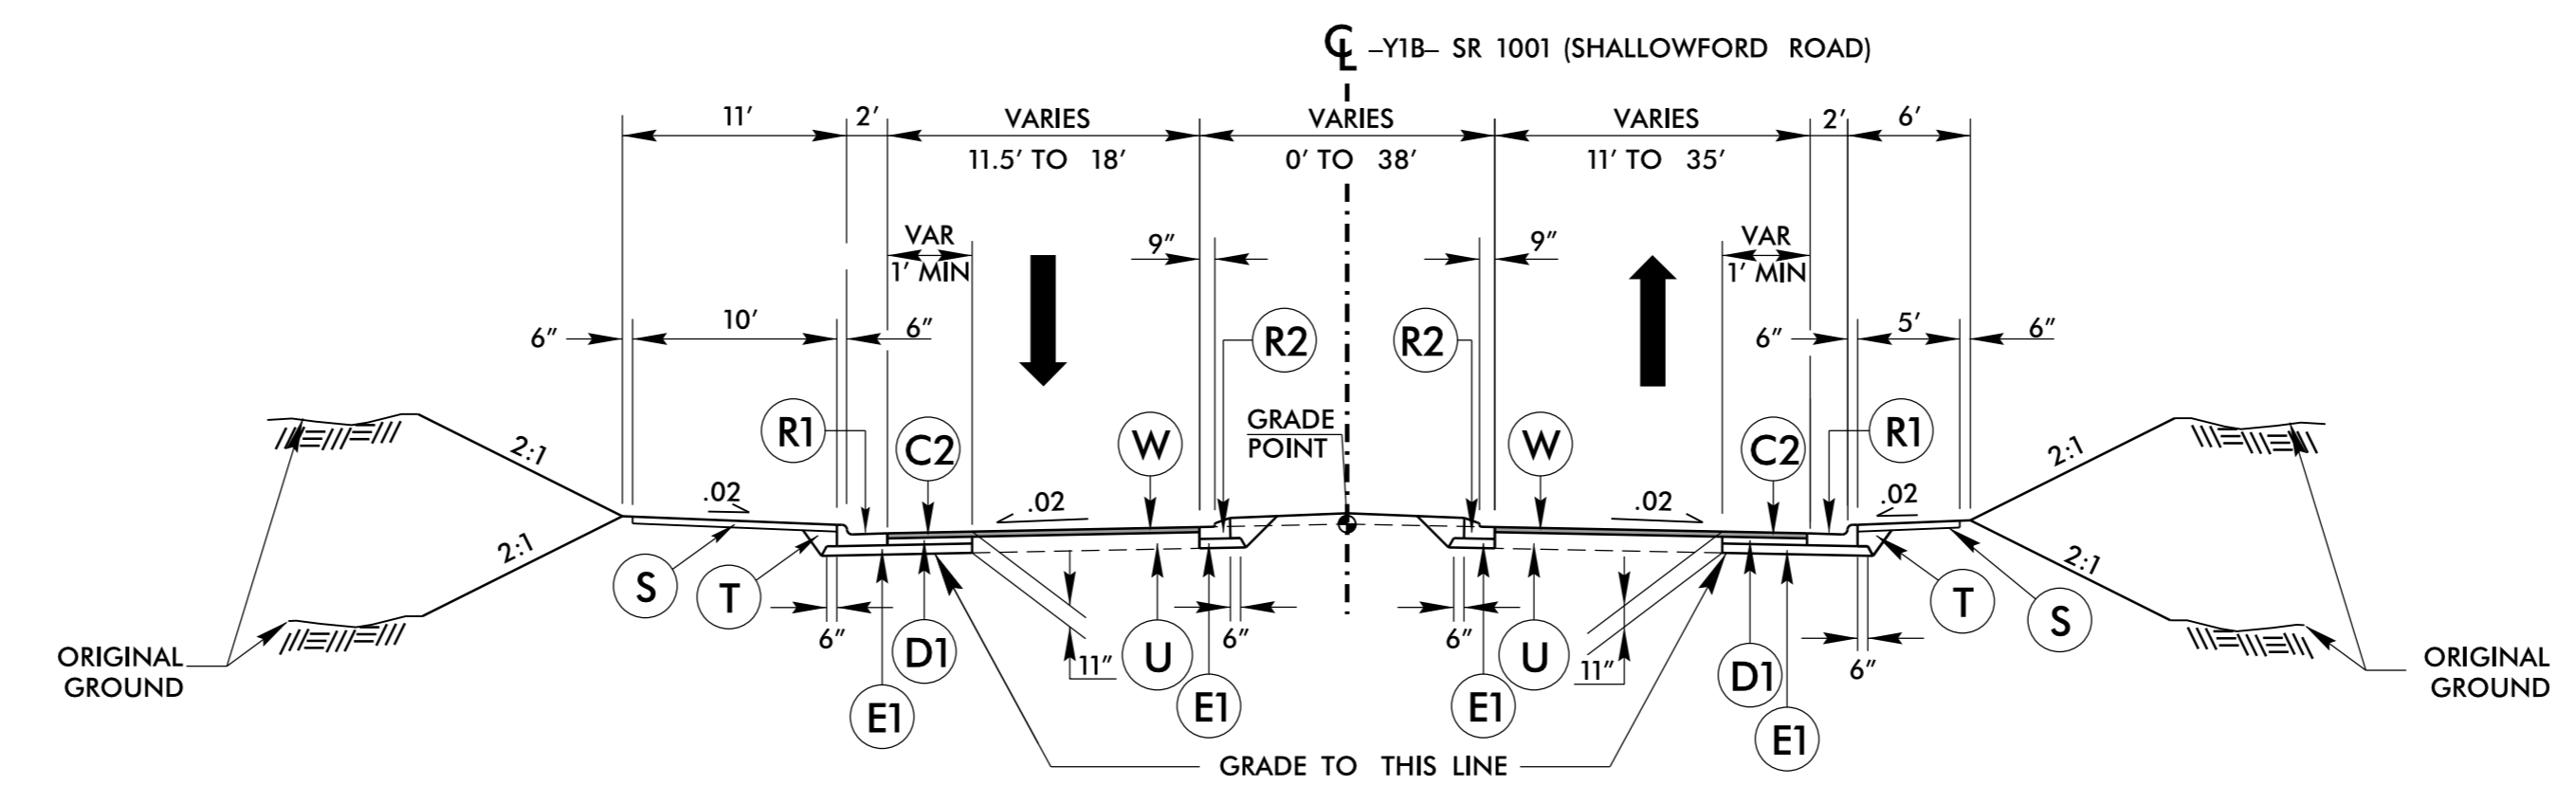 CL –Y1B– SR 1001 (SHALLOWFORD ROAD)
11' 2' VARIES VARIES VARIES 2' 6'
11.5' TO 18' 0' TO 38' 11' TO 35'
VAR 9" 9" VAR
1' MIN 1' MIN
6" 10' 6" R2 R2 6" 5' 6"
R1 C2 W GRADE W C2 R1
POINT
2:1 .02 .02 .02 .02 2:1
2:1 2:1
S T T S
6" 6" 6" 6"
D1 11" U U 11" D1
ORIGINAL ORIGINAL
GROUND GROUND
E1 E1 E1 E1
GRADE TO THIS LINE